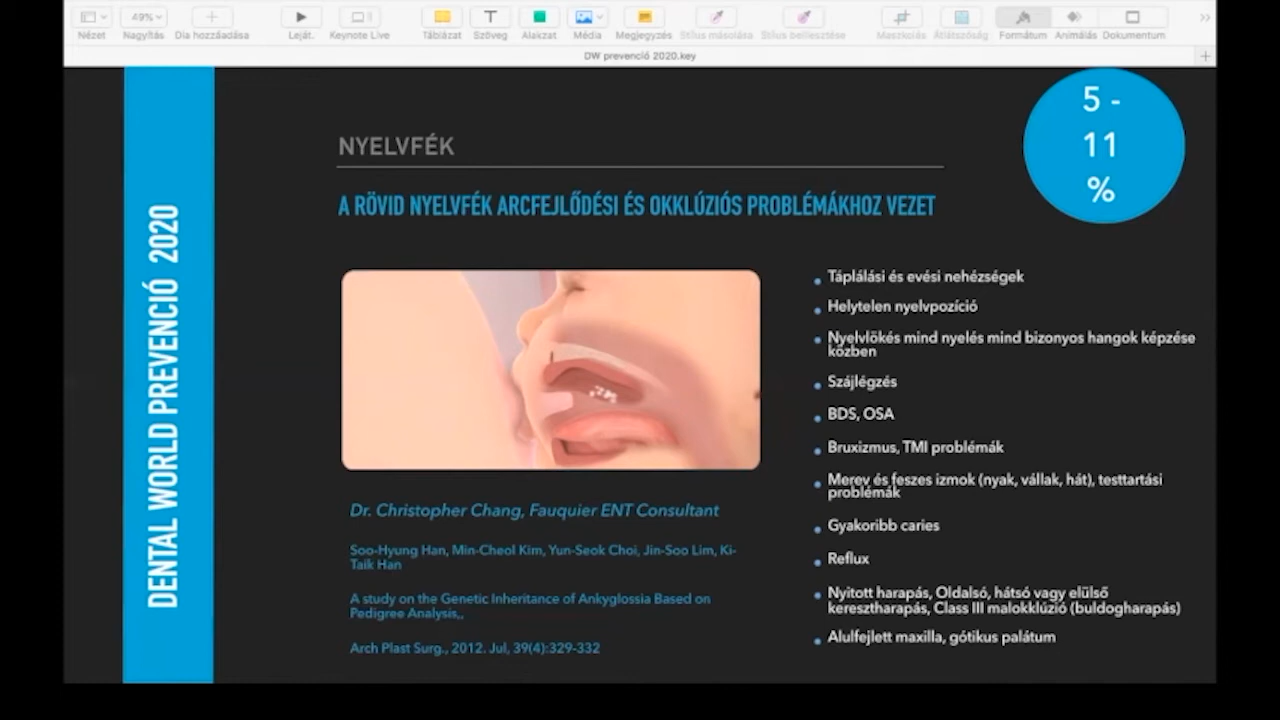 49%
Nézet
Nagyítás
Dia hozzáadása
Leját.
Keynote Live
Táblázat
Szöveg
Alakzat
Média
Megjegyzés
Stílus másolása
Stílus beillesztése
Maszkolás
Átlátszóság
Formátum
Animálás
Dokumentum
DW prevenció 2020.key
DENTAL WORLD PREVENCIÓ 2020
5 -
11
%
NYELVFÉK
A RÖVID NYELVFÉK ARCFEJLŐDÉSI ÉS OKKLÚZIÓS PROBLÉMÁKHOZ VEZET
Dr. Christopher Chang, Fauquier ENT Consultant
Soo-Hyung Han, Min-Cheol Kim, Yun-Seok Choi, Jin-Soo Lim, Ki-
Taik Han
A study on the Genetic Inheritance of Ankyglossia Based on
Pedigree Analysis,,
Arch Plast Surg., 2012. Jul, 39(4):329-332
Táplálási és evési nehézségek
Helytelen nyelvpozíció
Nyelvlökés mind nyelés mind bizonyos hangok képzése
közben
Szájlégzés
BDS, OSA
Bruxizmus, TMI problémák
Merev és feszes izmok (nyak, vállak, hát), testtartási
problémák
Gyakoribb caries
Reflux
Nyitott harapás, Oldalsó, hátsó vagy elülső
keresztharapás, Class III malokklúzió (buldogharapás)
Alulfejlett maxilla, gótikus palátum